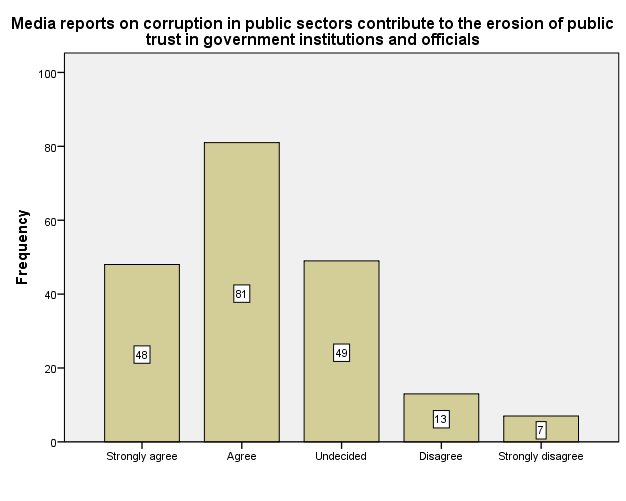 Media reports on corruption in public sectors contribute to the erosion of public
trust in government institutions and officials
100
80
60
40
20
0
Frequency
48
81
49
13
7
Strongly agree
Agree
Undecided
Disagree
Strongly disagree